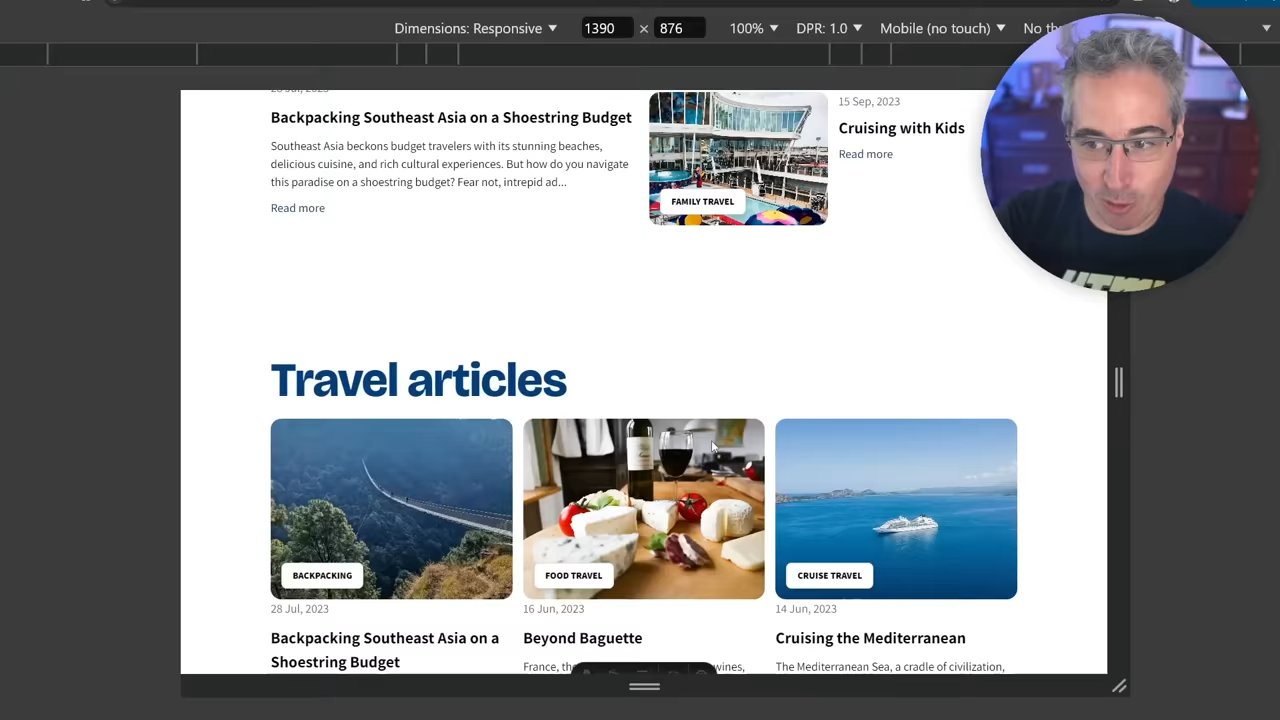 Dimensions: Responsive
1390 × 876
100%
DPR: 1.0
Mobile (no touch)
No
Backpacking Southeast Asia on a Shoestring Budget
Southeast Asia beckons budget travelers with its stunning beaches,
delicious cuisine, and rich cultural experiences. But how do you navigate
this paradise on a shoestring budget? Fear not, intrepid ad...
Read more
FAMILY TRAVEL
15 Sep, 2023
Cruising with Kids
Read more
Travel articles
BACKPACKING
28 Jul, 2023
Backpacking Southeast Asia on a
Shoestring Budget
FOOD TRAVEL
16 Jun, 2023
Beyond Baguette
France, wines,
CRUISE TRAVEL
14 Jun, 2023
Cruising the Mediterranean
The Mediterranean Sea, a cradle of civilization,